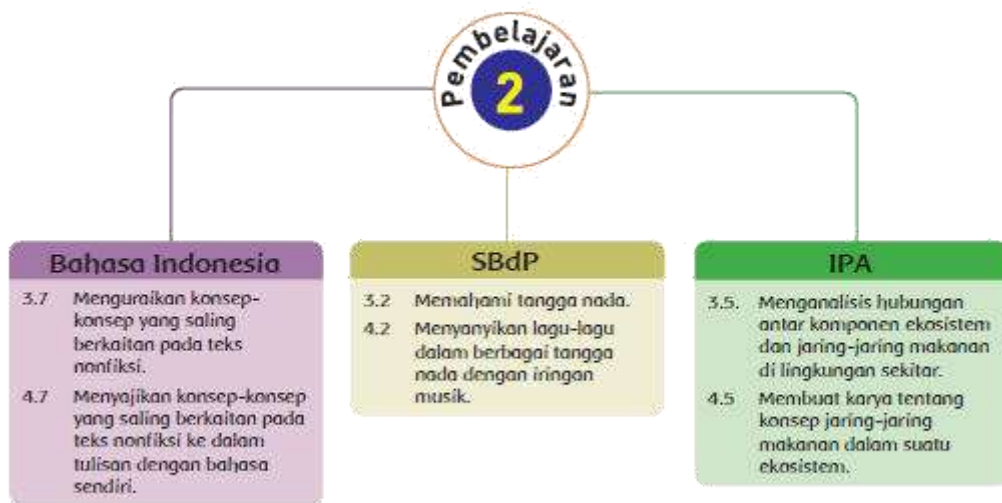 Pembelajaran
2
Bahasa Indonesia
3.7 Menguraikan konsep-
konsep yang saling
berkaitan pada teks
nonfiksi.
4.7 Menyajikan konsep-konsep
yang saling berkaitan pada
teks nonfiksi ke dalam
tulisan dengan bahasa
sendiri.
SBdP
3.2 Memahami tangga nada.
4.2 Menyanyikan lagu-lagu
dalam berbagai tangga
nada dengan iringan
musik.
IPA
3.5. Menganalisis hubungan
antar komponen ekosistem
dan jaring-jaring makanan
di lingkungan sekitar.
4.5 Membuat karya tentang
konsep jaring-jaring
makanan dalam suatu
ekosistem.